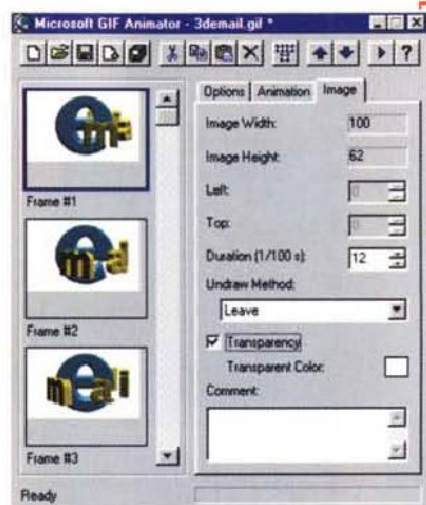 Microsoft GIF Animator - 3demail.gif *
Options Animation Image
Image Width: 100
Image Height: 62
Left: 0
Top: 0
Duration (1/100 s): 12
Undraw Method:
Leave
Transparency
Transparent Color:
Comment:
Frame #1
Frame #2
Frame #3
Ready